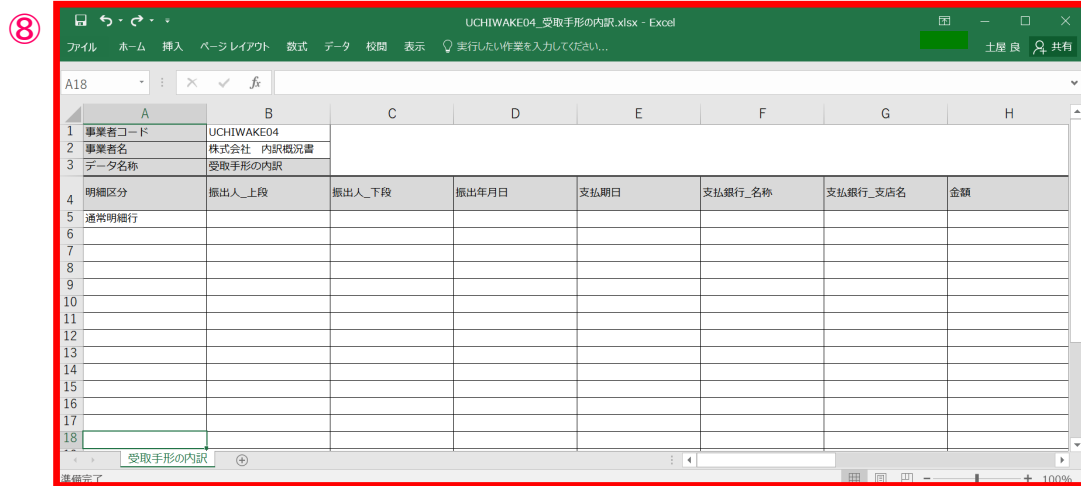 ⑧
UCHIWAKE04_受取手形の内訳.xlsx - Excel
ファイル ホーム 挿入 ページ レイアウト 数式 データ 校閲 表示 実行したい作業を入力してください... 土屋 良 共有
A18 fx
A B C D E F G H
1 事業者コード UCHIWAKE04
2 事業者名 株式会社 内訳概況書
3 データ名称 受取手形の内訳
4 明細区分 振出人_上段 振出人_下段 振出年月日 支払期日 支払銀行_名称 支払銀行_支店名 金額
5 通常明細行
6
7
8
9
10
11
12
13
14
15
16
17
18
受取手形の内訳
準備完了 100%